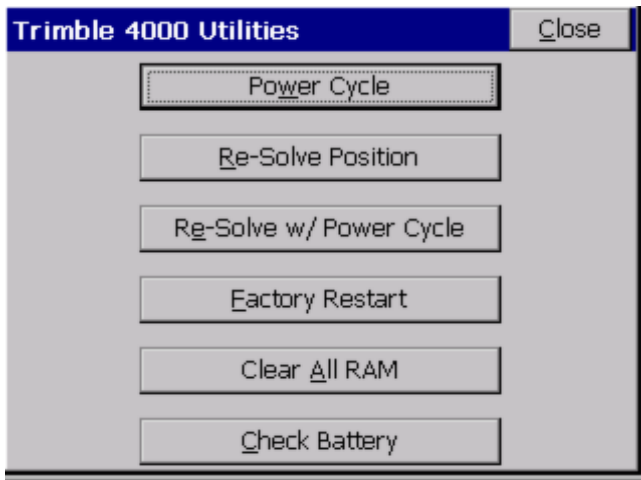 Trimble 4000 Utilities
Close
Power Cycle
Re-Solve Position
Re-Solve w/ Power Cycle
Factory Restart
Clear All RAM
Check Battery